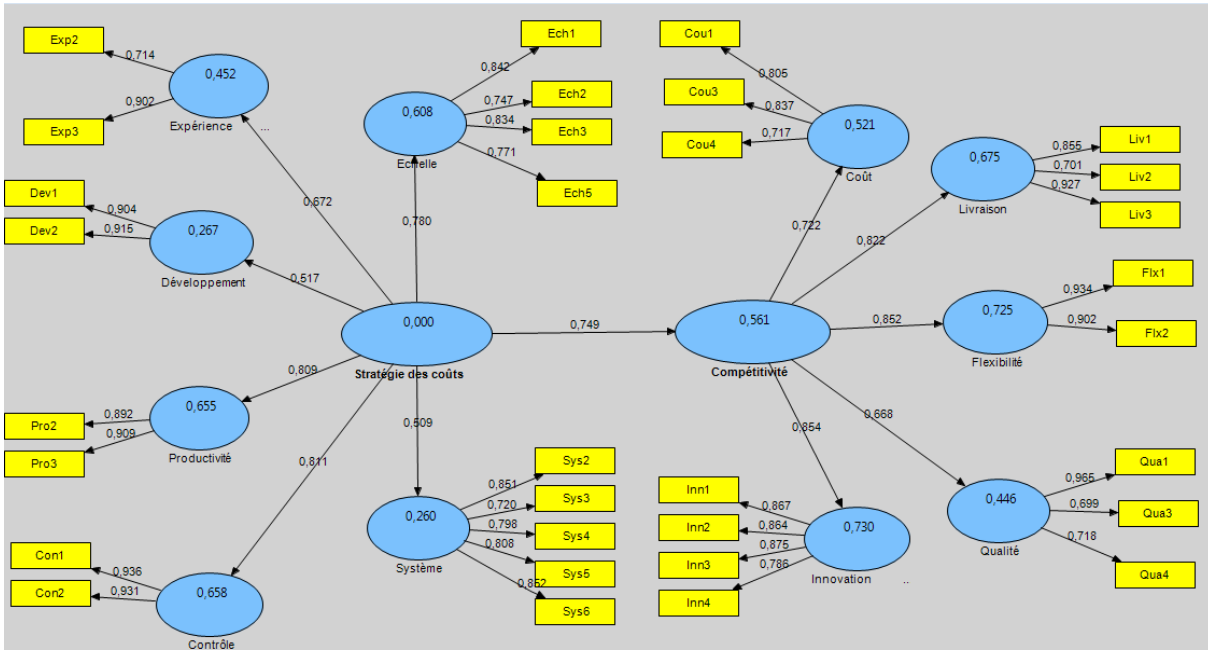 Exp2
0,714
0,452
0,902
Exp3
Expérience ...
0,672
Ech1
0,842
Ech2
0,747
0,608
0,834
Ech3
0,771
Echelle
Ech5
0,780
Dev1
0,904
Dev2
0,915
0,267
Développement
0,517
0,000
Stratégie des coûts
0,749
0,809
Pro2
0,892
0,655
0,909
Pro3
Productivité
0,811
Con1
0,936
Con2
0,931
0,658
Contrôle
0,509
Sys2
0,851
Sys3
0,720
0,260
0,798
Sys4
0,808
Système
Sys5
0,852
Sys6
Cou1
0,805
Cou3
0,837
0,521
Cou4
0,717
Coût
0,722
0,675
Livraison
0,855
Liv1
0,701
Liv2
0,927
Liv3
0,822
0,561
Compétitivité
0,852
0,725
Flexibilité
0,934
Flx1
0,902
Flx2
0,668
0,446
Qualité
0,965
Qua1
0,699
Qua3
0,718
Qua4
0,854
Inn1
0,867
Inn2
0,864
0,730
0,875
Inn3
0,786
Innovation ..
Inn4